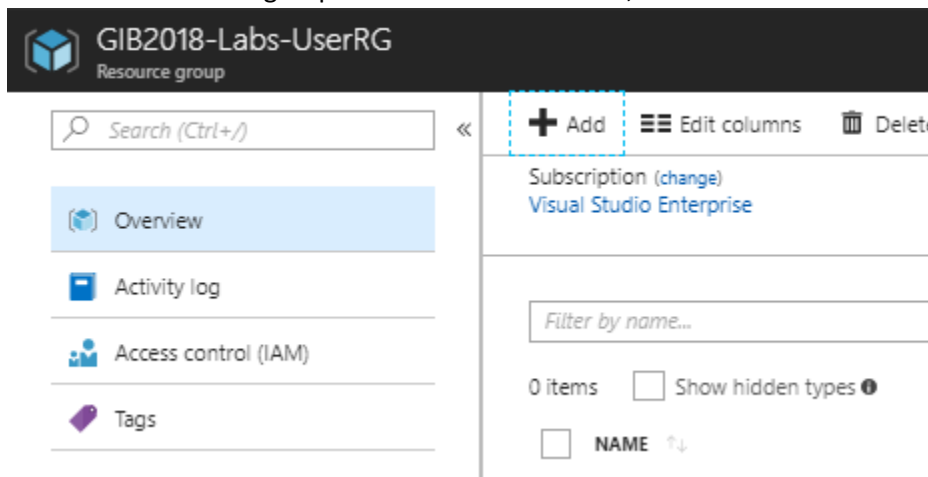 GIB2018-Labs-UserRG
Resource group
Search (Ctrl+/)
«
Add
Edit columns
Subscription (change)
Visual Studio Enterprise
Overview
Activity log
Access control (IAM)
Tags
Filter by name...
0 items
Show hidden types
NAME